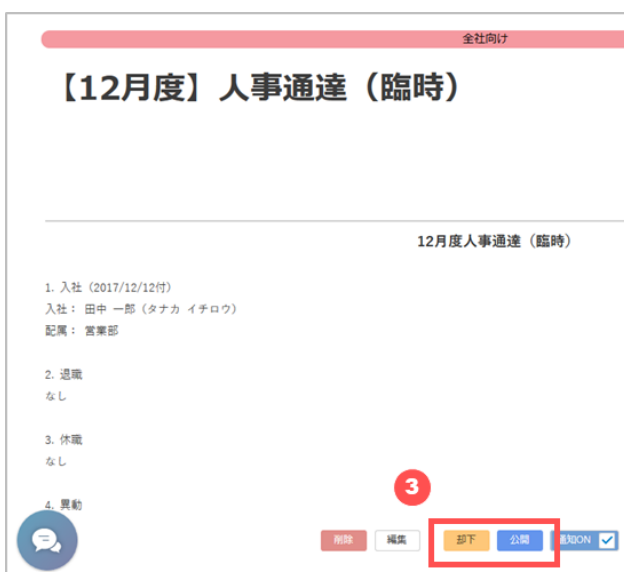 全社向け
【12月度】人事通達（臨時）
12月度人事通達（臨時）
1. 入社（2017/12/12付）
入社： 田中 一郎（タナカ イチロウ）
配属： 営業部
2. 退職
なし
3. 休職
なし
4. 異動
3
削除 編集 却下 公開 通知ON